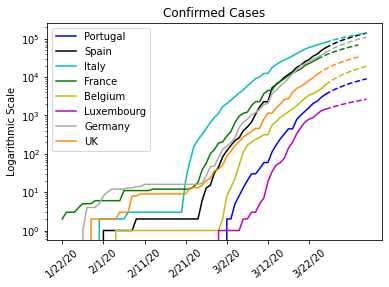 Confirmed Cases
Logarithmic Scale
10^5
10^4
10^3
10^2
10^1
10^0
Portugal
Spain
Italy
France
Belgium
Luxembourg
Germany
UK
1/22/20
2/1/20
2/11/20
2/21/20
3/2/20
3/12/20
3/22/20